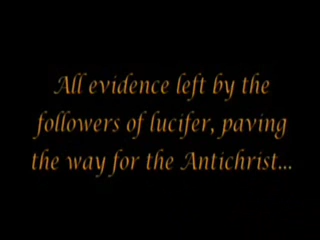 All evidence left by the
followers of lucifer, paving
the way for the Antichrist...